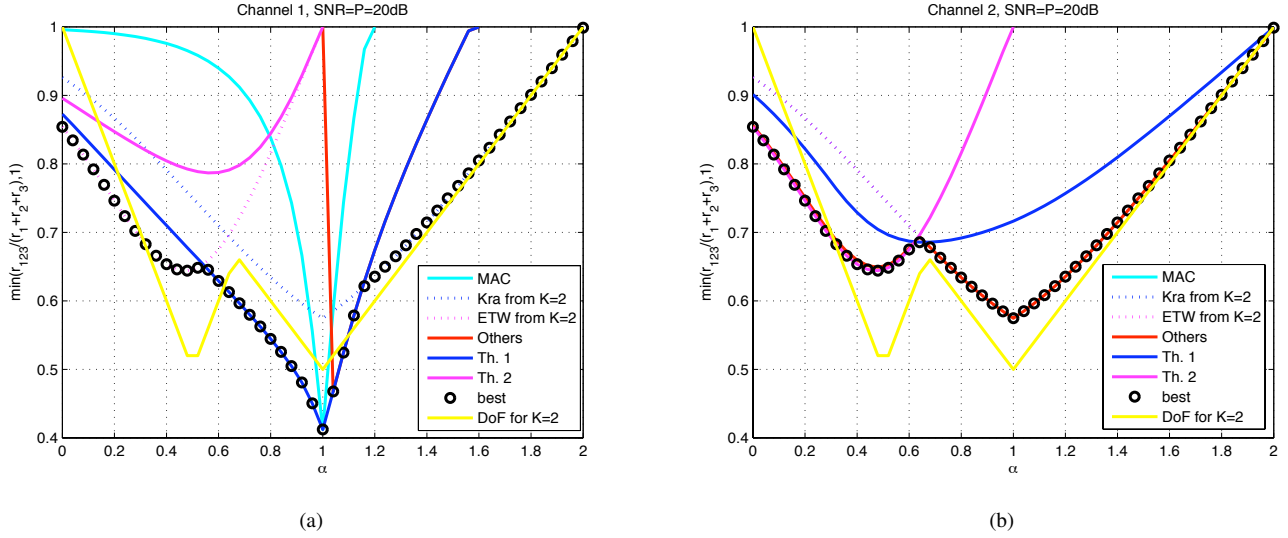 Channel 1, SNR=P=20dB
min(r₁₂₃/(r₁+r₂+r₃),1)
1
0.9
0.8
0.7
0.6
0.5
0.4
0 0.2 0.4 0.6 0.8 1 1.2 1.4 1.6 1.8 2
α
MAC
Kra from K=2
ETW from K=2
Others
Th. 1
Th. 2
best
DoF for K=2
(a)
Channel 2, SNR=P=20dB
min(r₁₂₃/(r₁+r₂+r₃),1)
1
0.9
0.8
0.7
0.6
0.5
0.4
0 0.2 0.4 0.6 0.8 1 1.2 1.4 1.6 1.8 2
α
MAC
Kra from K=2
ETW from K=2
Others
Th. 1
Th. 2
best
DoF for K=2
(b)